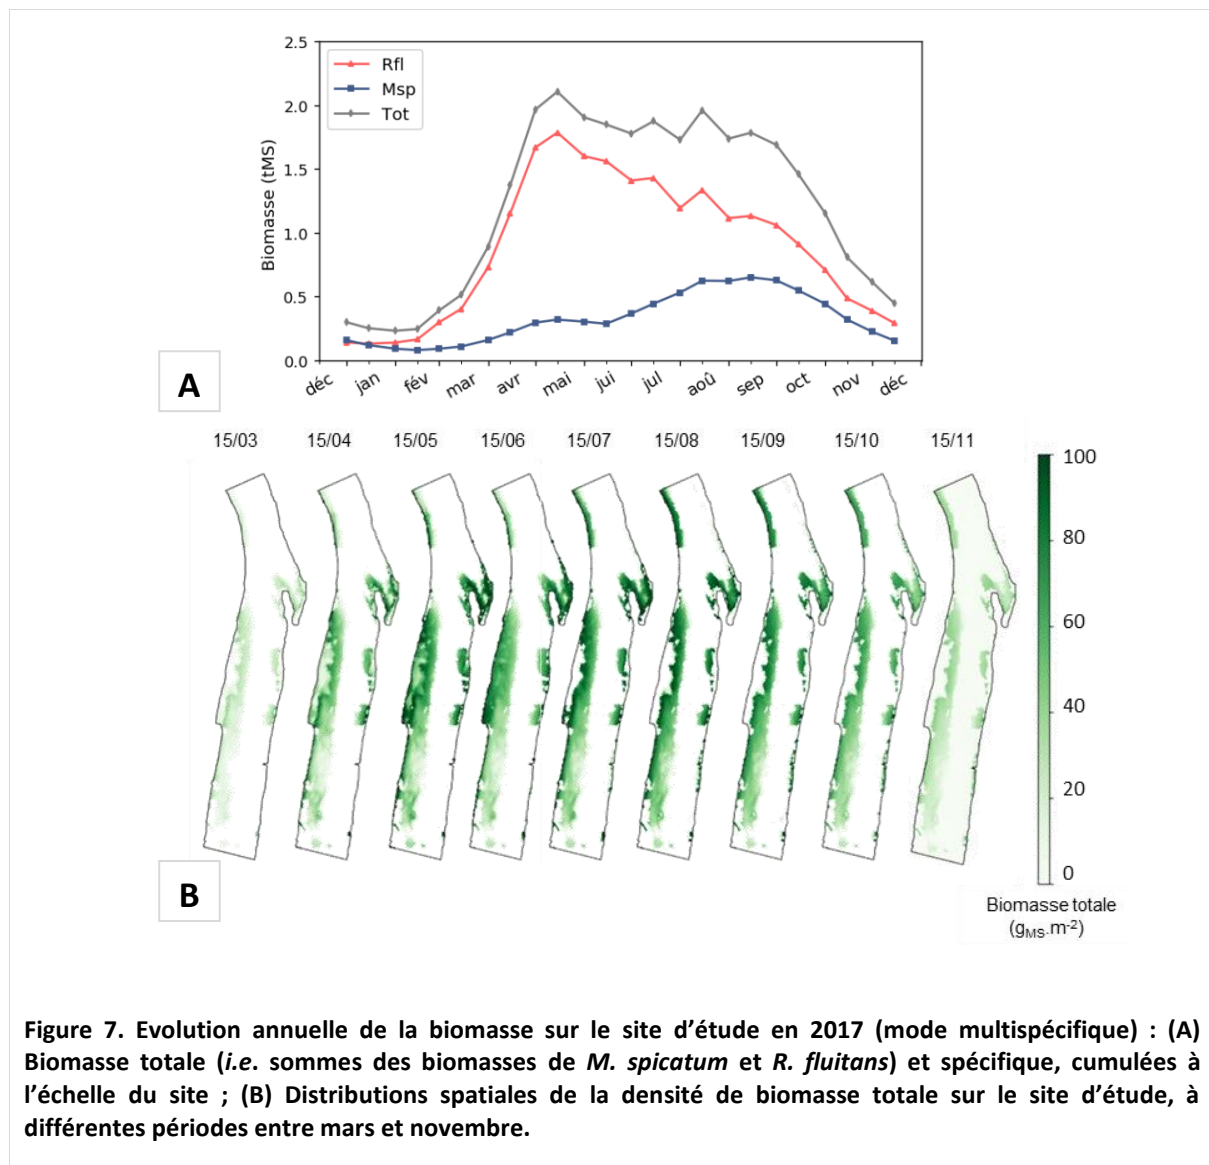 2.5
2.0
1.5
1.0
0.5
0.0
Biomasse (tMS)
Rfl
Msp
Tot
déc
jan
fév
mar
avr
mai
jui
jul
aoû
sep
oct
nov
déc
A
15/03 15/04 15/05 15/06 15/07 15/08 15/09 15/10 15/11
100
80
60
40
20
0
Biomasse totale
(gMS.m-2)
B
Figure 7. Evolution annuelle de la biomasse sur le site d’étude en 2017 (mode multispécifique) : (A)
Biomasse totale (i.e. sommes des biomasses de M. spicatum et R. fluitans) et spécifique, cumulées à
l’échelle du site ; (B) Distributions spatiales de la densité de biomasse totale sur le site d’étude, à
différentes périodes entre mars et novembre.